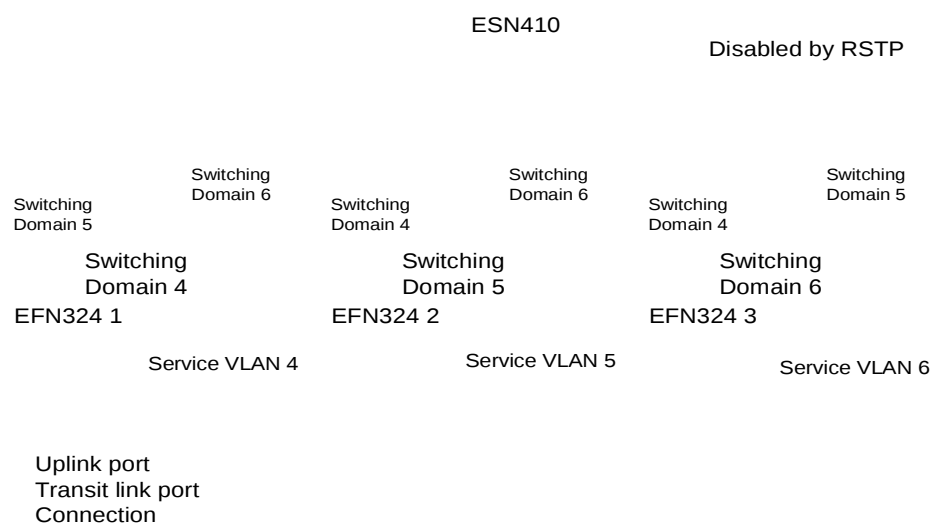 ESN410
Disabled by RSTP
Switching
Domain 5
Switching
Domain 6
Switching
Domain 4
Switching
Domain 6
Switching
Domain 4
Switching
Domain 5
Switching
Domain 4
Switching
Domain 5
Switching
Domain 6
EFN324 1
EFN324 2
EFN324 3
Service VLAN 4
Service VLAN 5
Service VLAN 6
Uplink port
Transit link port
Connection